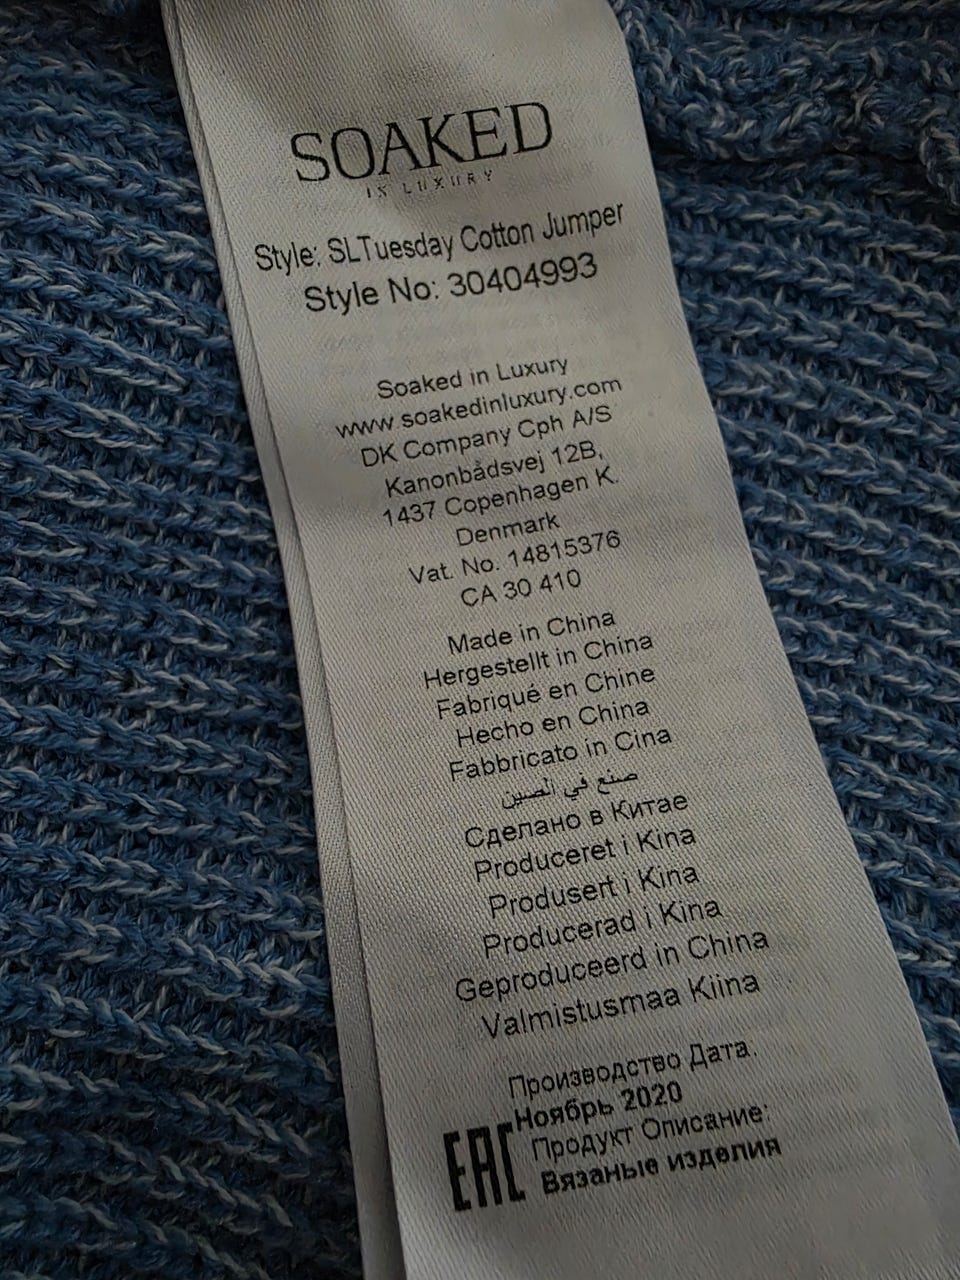 SOAKED
IN LUXURY
Style: SLTuesday Cotton Jumper
Style No: 30404993
Soaked in Luxury
www.soakedinluxury.com
DK Company Cph A/S
Kanonbådsvej 12B,
1437 Copenhagen K.
Denmark
Vat. No. 14815376
CA 30 410
Made in China
Hergestellt in China
Fabriqué en Chine
Hecho en China
Fabbricato in Cina
صنع في الصين
Сделано в Китае
Produceret i Kina
Produsert i Kina
Producerad i Kina
Geproduceerd in China
Valmistusmaa Kiina
Производство Дата:
Ноябрь 2020
EAC Продукт Описание:
Вязаные изделия